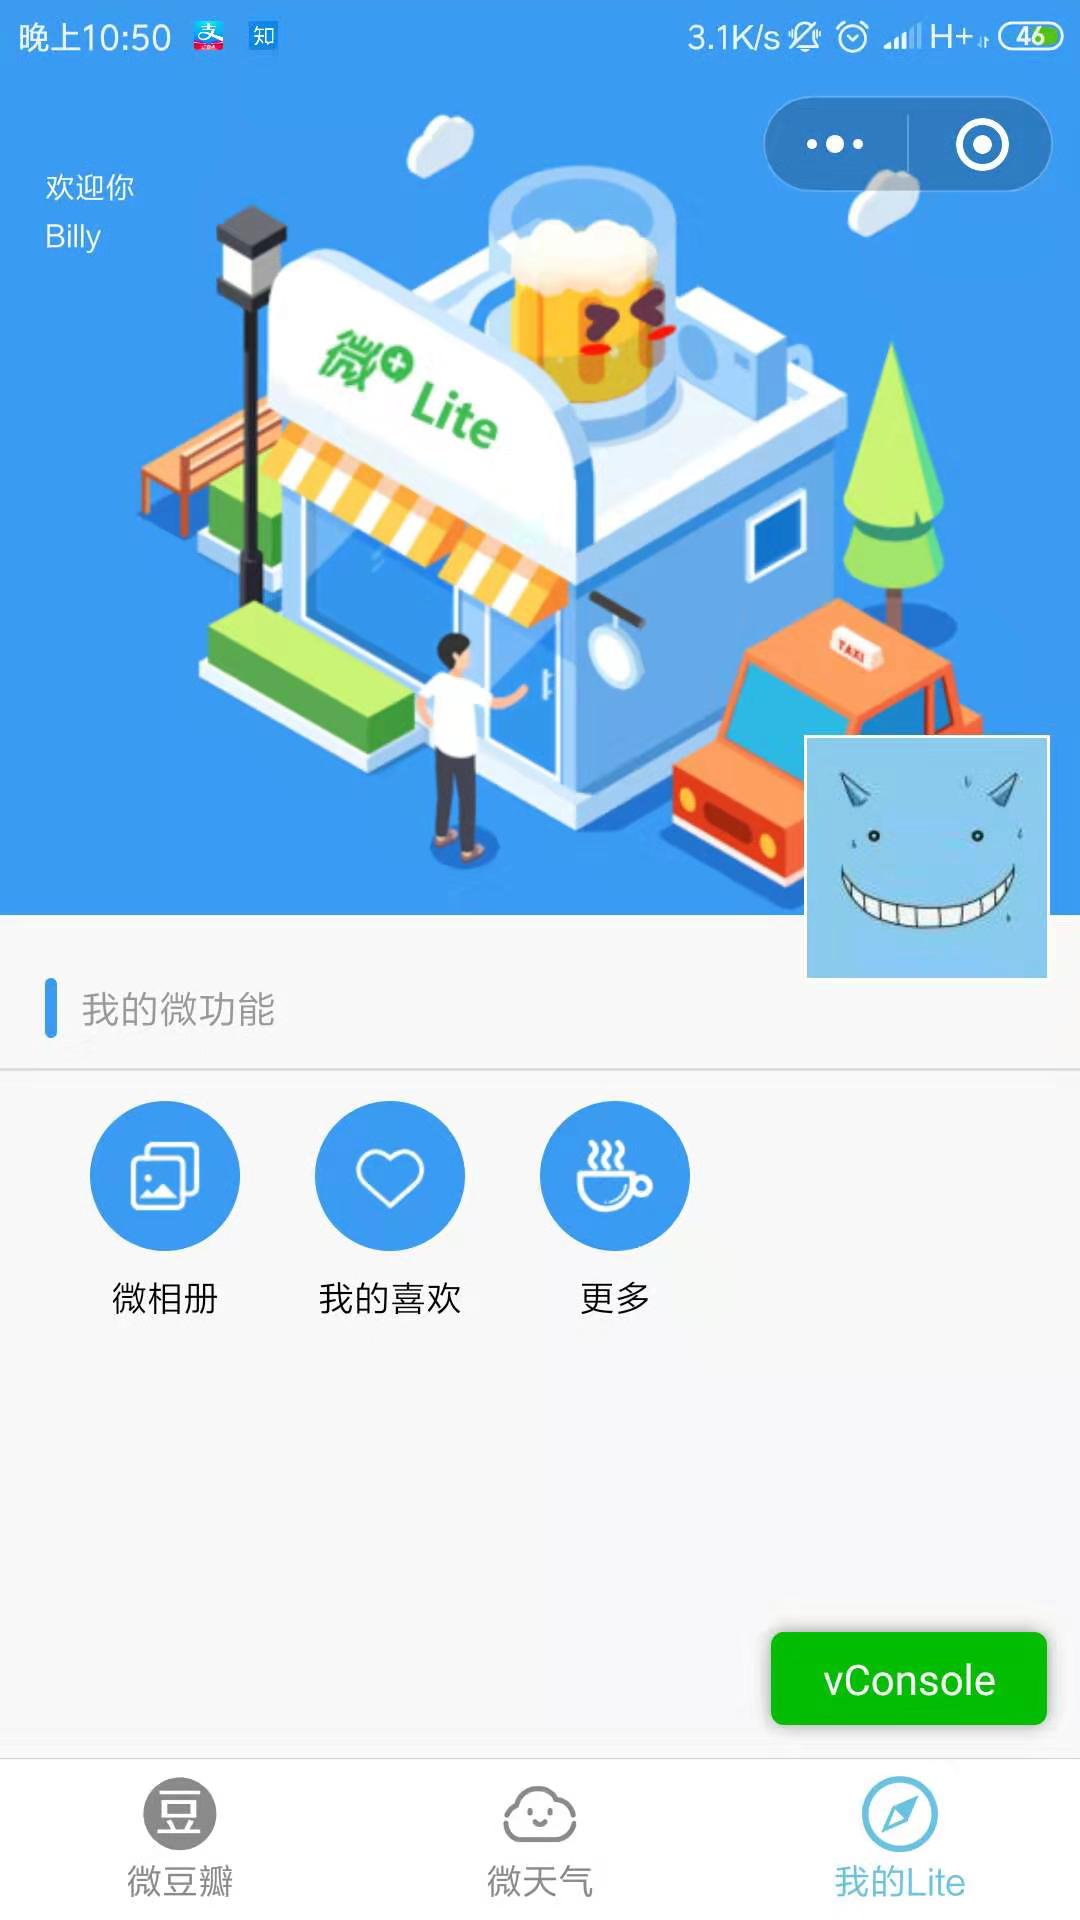 晚上10:50 支 知 3.1K/s H+ 46
欢迎你
Billy
微+ Lite
TAXI
我的微功能
微相册 我的喜欢 更多
vConsole
豆
微豆瓣 微天气 我的Lite